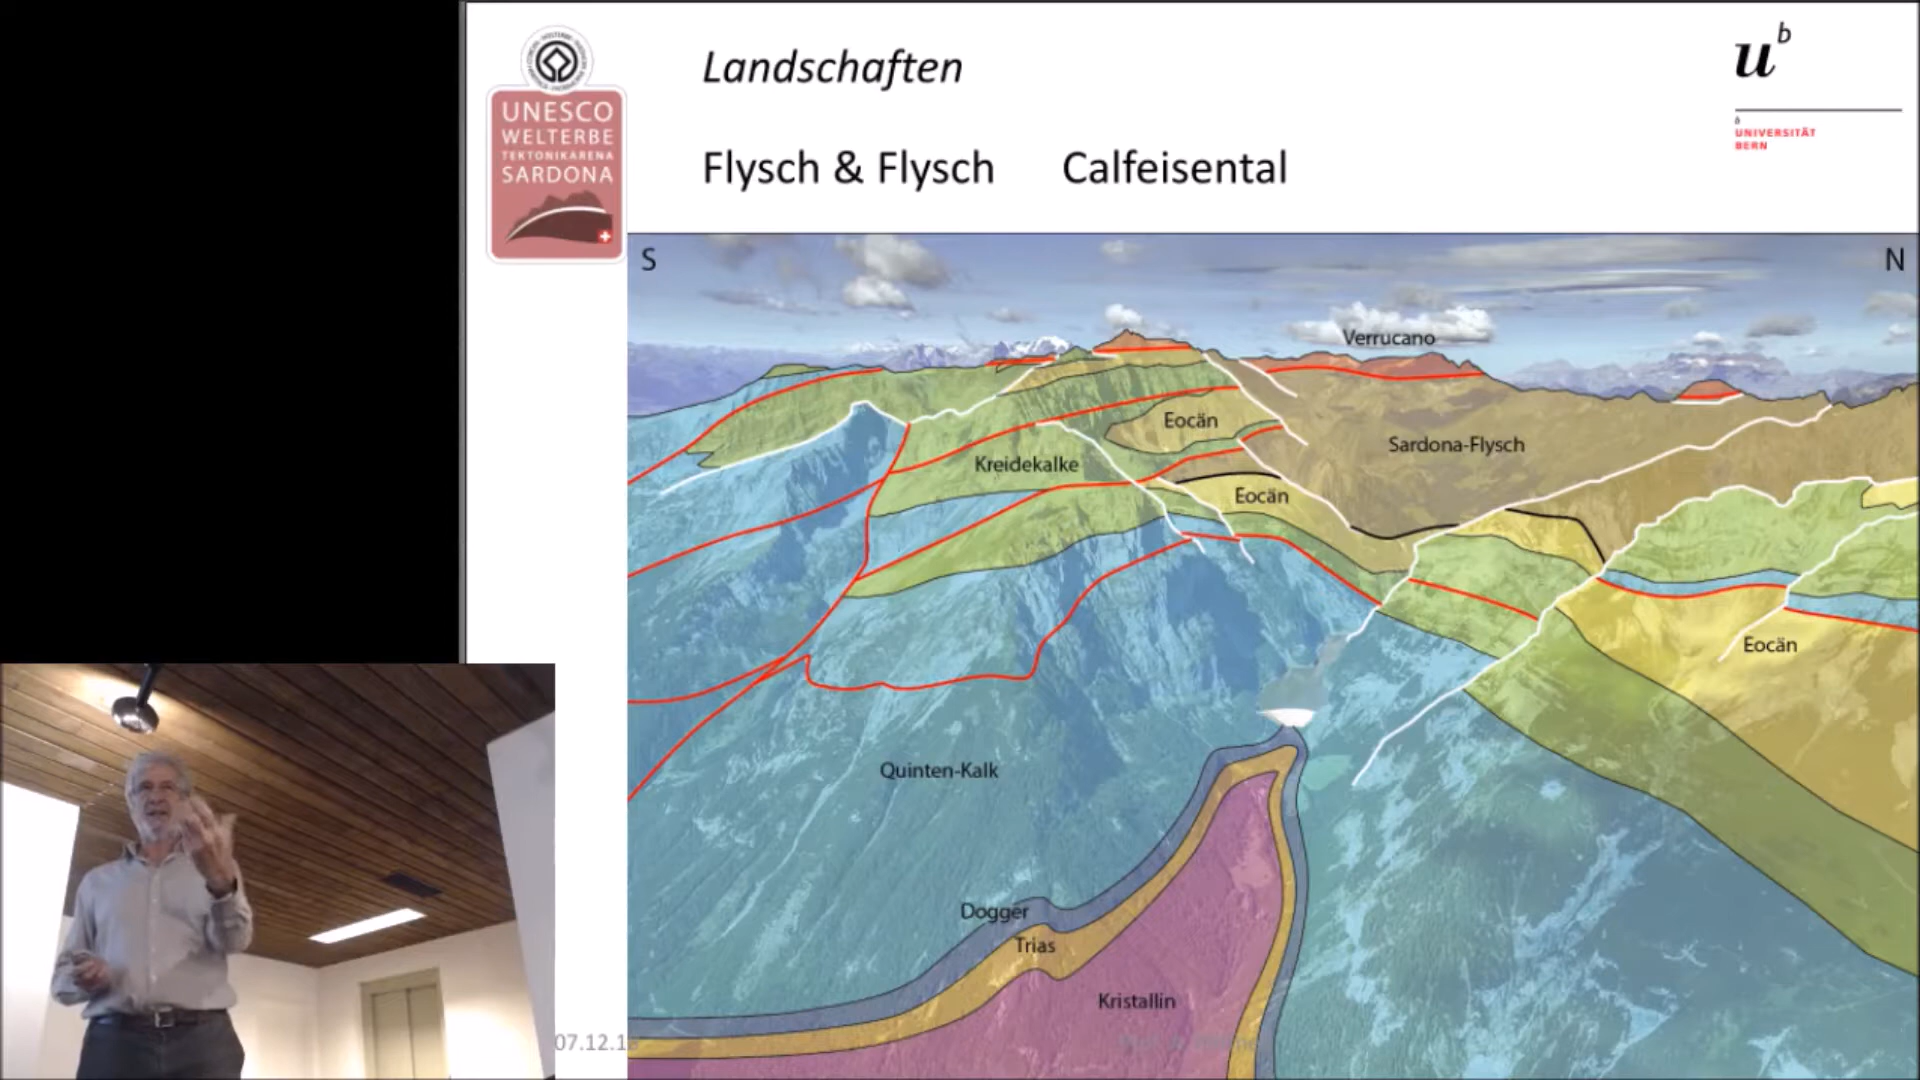 UNESCO
WELTERBE
TEKTONIKARENA
SARDONA
Landschaften
Flysch & Flysch Calfeisental
u b
b
UNIVERSITÄT
BERN
S
N
Verrucano
Eocän
Sardona-Flysch
Kreidekalke
Eocän
Eocän
Quinten-Kalk
Dogger
Trias
Kristallin
07.12.1